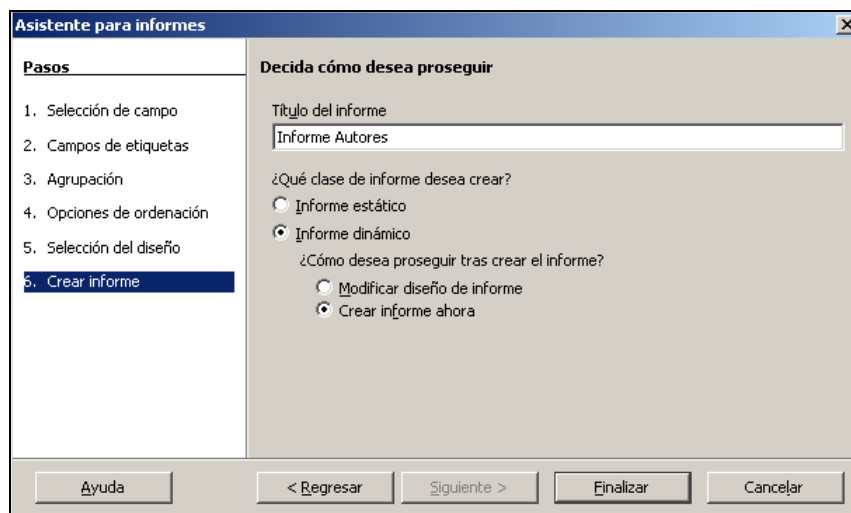 Asistente para informes
Pasos
1. Selección de campo
2. Campos de etiquetas
3. Agrupación
4. Opciones de ordenación
5. Selección del diseño
6. Crear informe
Decida cómo desea proseguir
Título del informe
Informe Autores
¿Qué clase de informe desea crear?
Informe estático
Informe dinámico
¿Cómo desea proseguir tras crear el informe?
Modificar diseño de informe
Crear informe ahora
Ayuda
< Regresar
Siguiente >
Finalizar
Cancelar